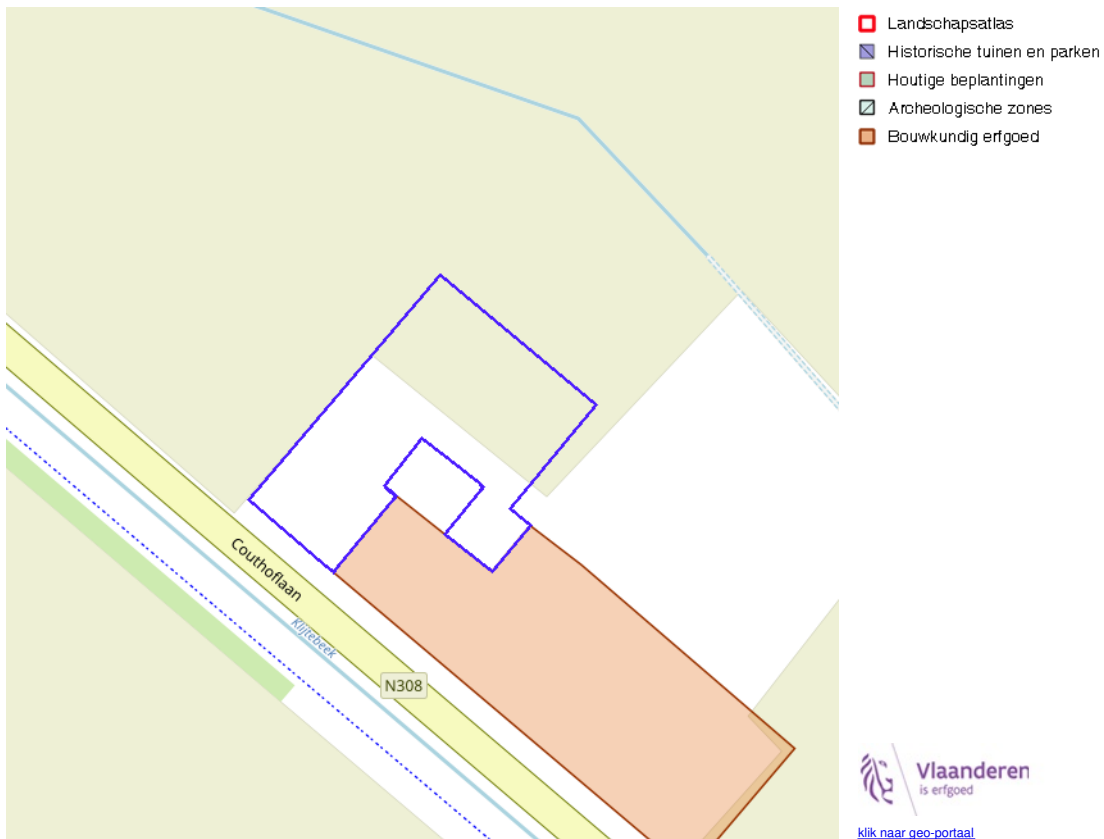 Landschapsatlas
Historische tuinen en parken
Houtige beplantingen
Archeologische zones
Bouwkundig erfgoed
Couthoflaan
Klijtebeek
N308
Vlaanderen
is erfgoed
klik naar geo-portaal